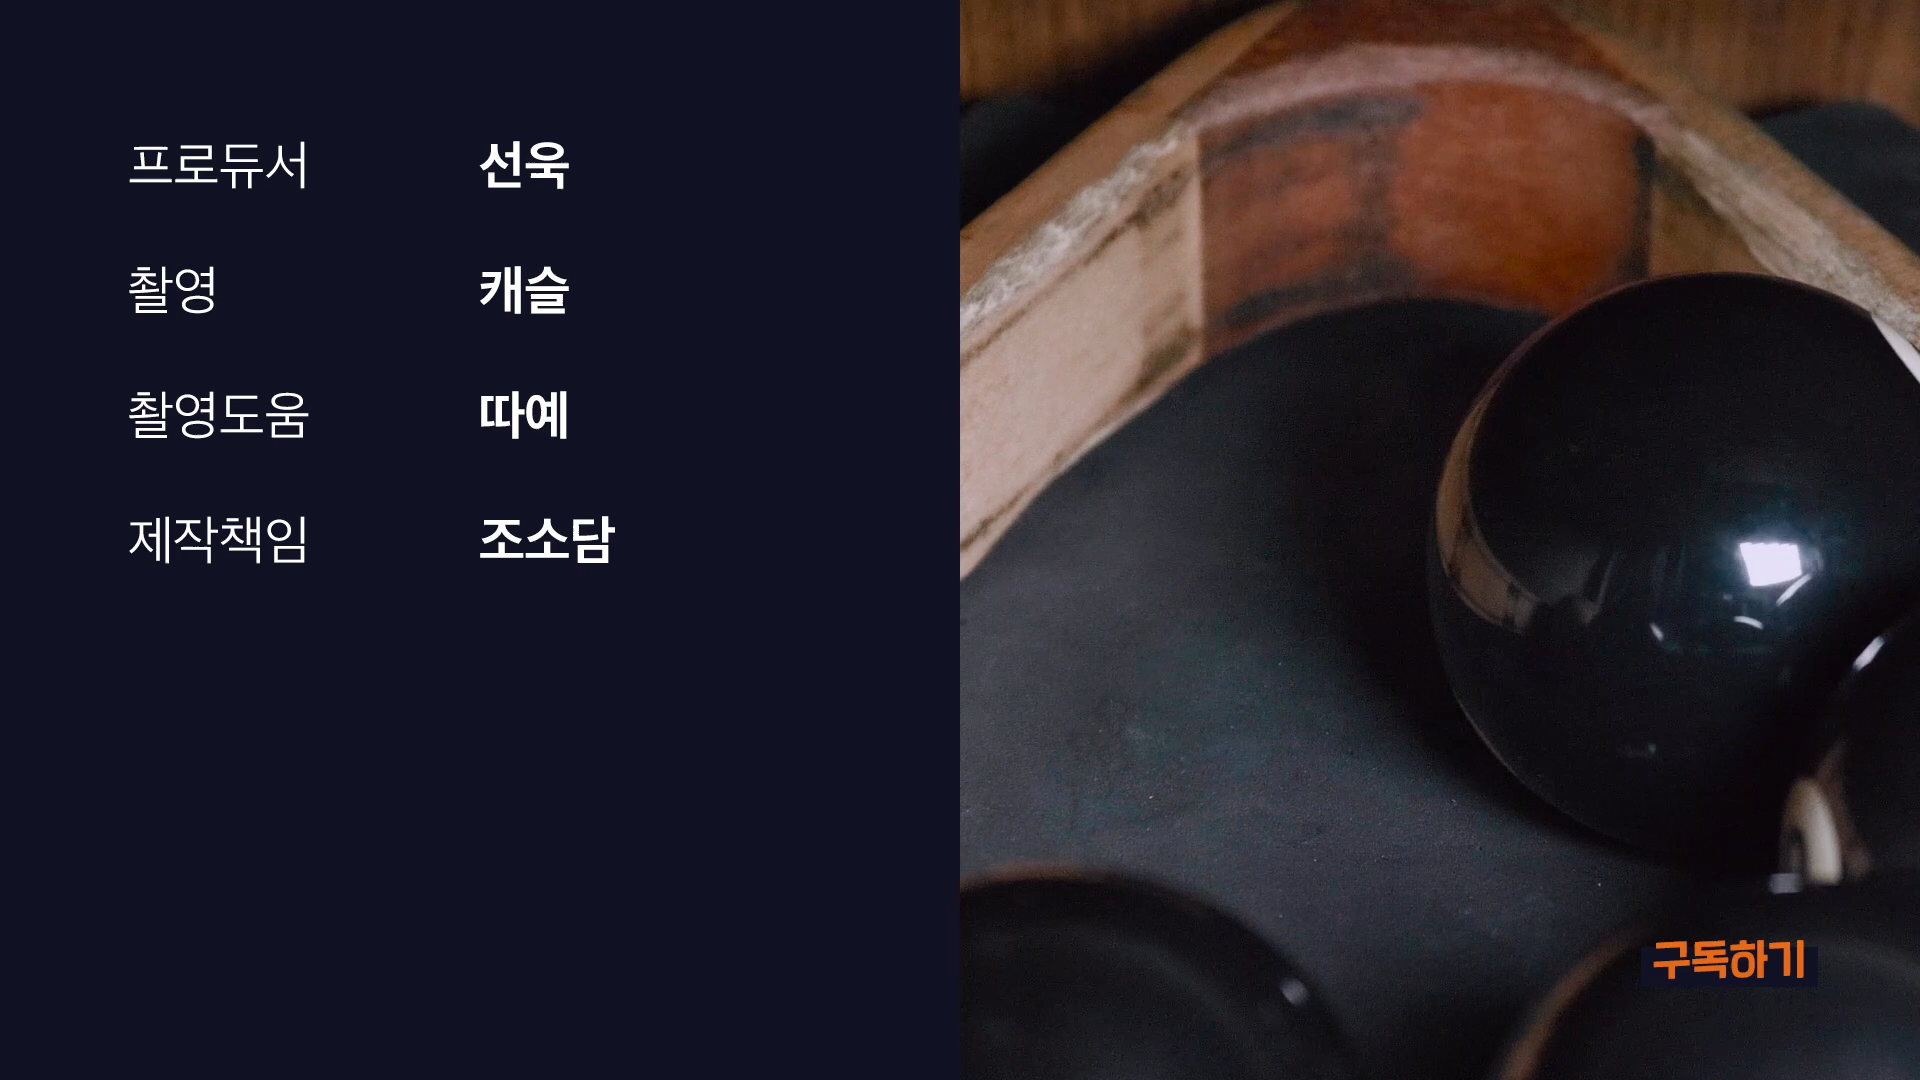 프로듀서 선욱
촬영 캐슬
촬영도움 따예
제작책임 조소담
구독하기